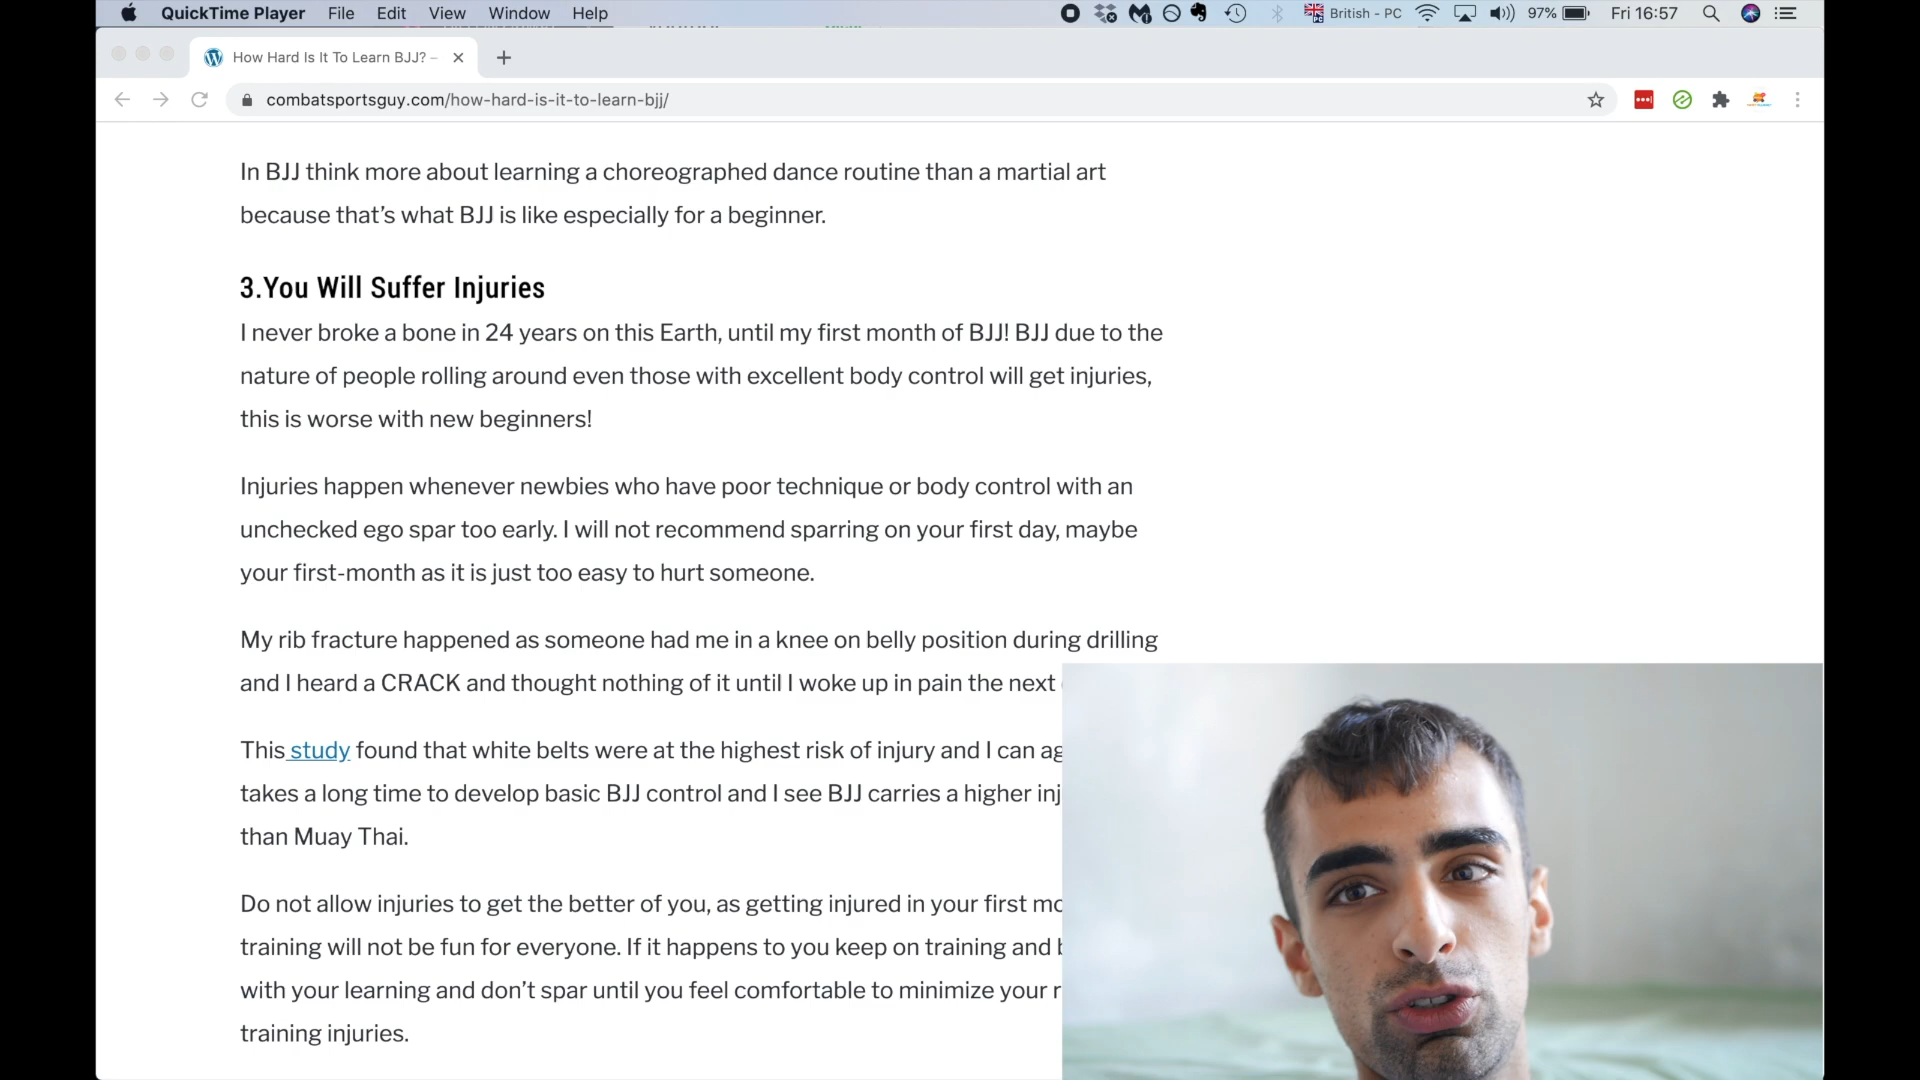 QuickTime Player File Edit View Window Help British - PC 97% Fri 16:57
How Hard Is It To Learn BJJ? –
combatsportsguy.com/how-hard-is-it-to-learn-bjj/
In BJJ think more about learning a choreographed dance routine than a martial art
because that’s what BJJ is like especially for a beginner.
3.You Will Suffer Injuries
I never broke a bone in 24 years on this Earth, until my first month of BJJ! BJJ due to the
nature of people rolling around even those with excellent body control will get injuries,
this is worse with new beginners!
Injuries happen whenever newbies who have poor technique or body control with an
unchecked ego spar too early. I will not recommend sparring on your first day, maybe
your first-month as it is just too easy to hurt someone.
My rib fracture happened as someone had me in a knee on belly position during drilling
and I heard a CRACK and thought nothing of it until I woke up in pain the next
This study found that white belts were at the highest risk of injury and I can
takes a long time to develop basic BJJ control and I see BJJ carries a higher
than Muay Thai.
Do not allow injuries to get the better of you, as getting injured in your first
training will not be fun for everyone. If it happens to you keep on training and
with your learning and don’t spar until you feel comfortable to minimize your
training injuries.